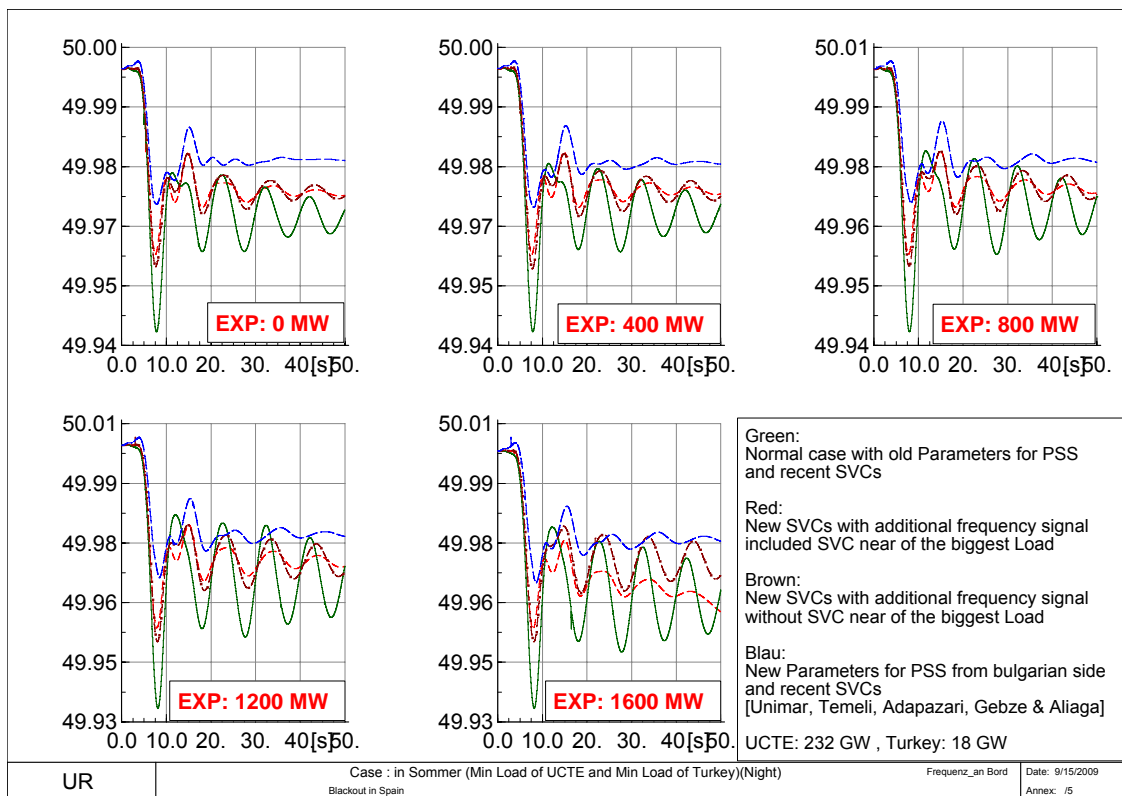 50.00
49.99
49.98
49.97
49.95
49.94
0.0 10.0 20. 30. 40.[s]50.
EXP: 0 MW
50.00
49.99
49.98
49.97
49.95
49.94
0.0 10.0 20. 30. 40.[s]50.
EXP: 400 MW
50.01
49.99
49.98
49.97
49.95
49.94
0.0 10.0 20. 30. 40.[s]50.
EXP: 800 MW
50.01
49.99
49.98
49.96
49.95
49.93
0.0 10.0 20. 30. 40.[s]50.
EXP: 1200 MW
50.01
49.99
49.98
49.96
49.95
49.93
0.0 10.0 20. 30. 40.[s]50.
EXP: 1600 MW
Green:
Normal case with old Parameters for PSS
and recent SVCs
Red:
New SVCs with additional frequency signal
included SVC near of the biggest Load
Brown:
New SVCs with additional frequency signal
without SVC near of the biggest Load
Blau:
New Parameters for PSS from bulgarian side
and recent SVCs
[Unimar, Temeli, Adapazari, Gebze & Aliaga]
UCTE: 232 GW , Turkey: 18 GW
UR
Case : in Sommer (Min Load of UCTE and Min Load of Turkey)(Night)
Blackout in Spain
Frequenz_an Bord
Date: 9/15/2009
Annex: /5